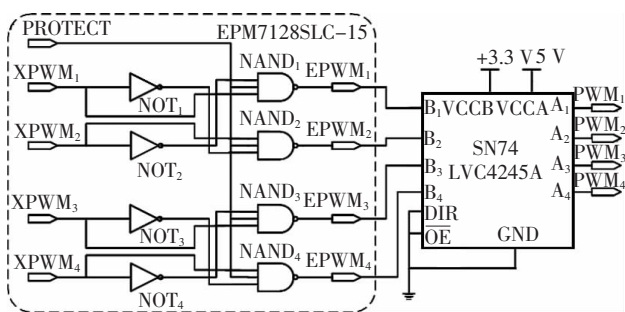 PROTECT
EPM7128SLC-15
XPWM₁
NOT₁
NAND₁
EPWM₁
XPWM₂
NOT₂
NAND₂
EPWM₂
XPWM₃
NOT₃
NAND₃
EPWM₃
XPWM₄
NOT₄
NAND₄
EPWM₄
+3.3 V 5 V
B₁ VCCB VCCA A₁
PWM₁
B₂ SN74 A₂
PWM₂
B₃ LVC4245A A₃
PWM₃
B₄ A₄
PWM₄
DIR
OE GND